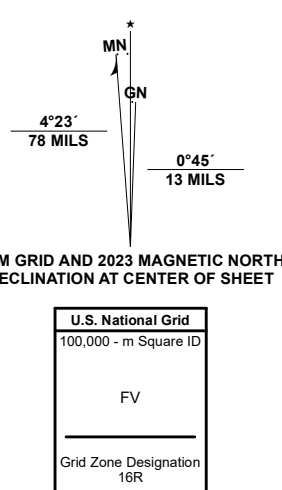 ★
MN
GN
4°23´
78 MILS
0°45´
13 MILS
M GRID AND 2023 MAGNETIC NORTH
ECLINATION AT CENTER OF SHEET
U.S. National Grid
100,000 - m Square ID
FV
Grid Zone Designation
16R